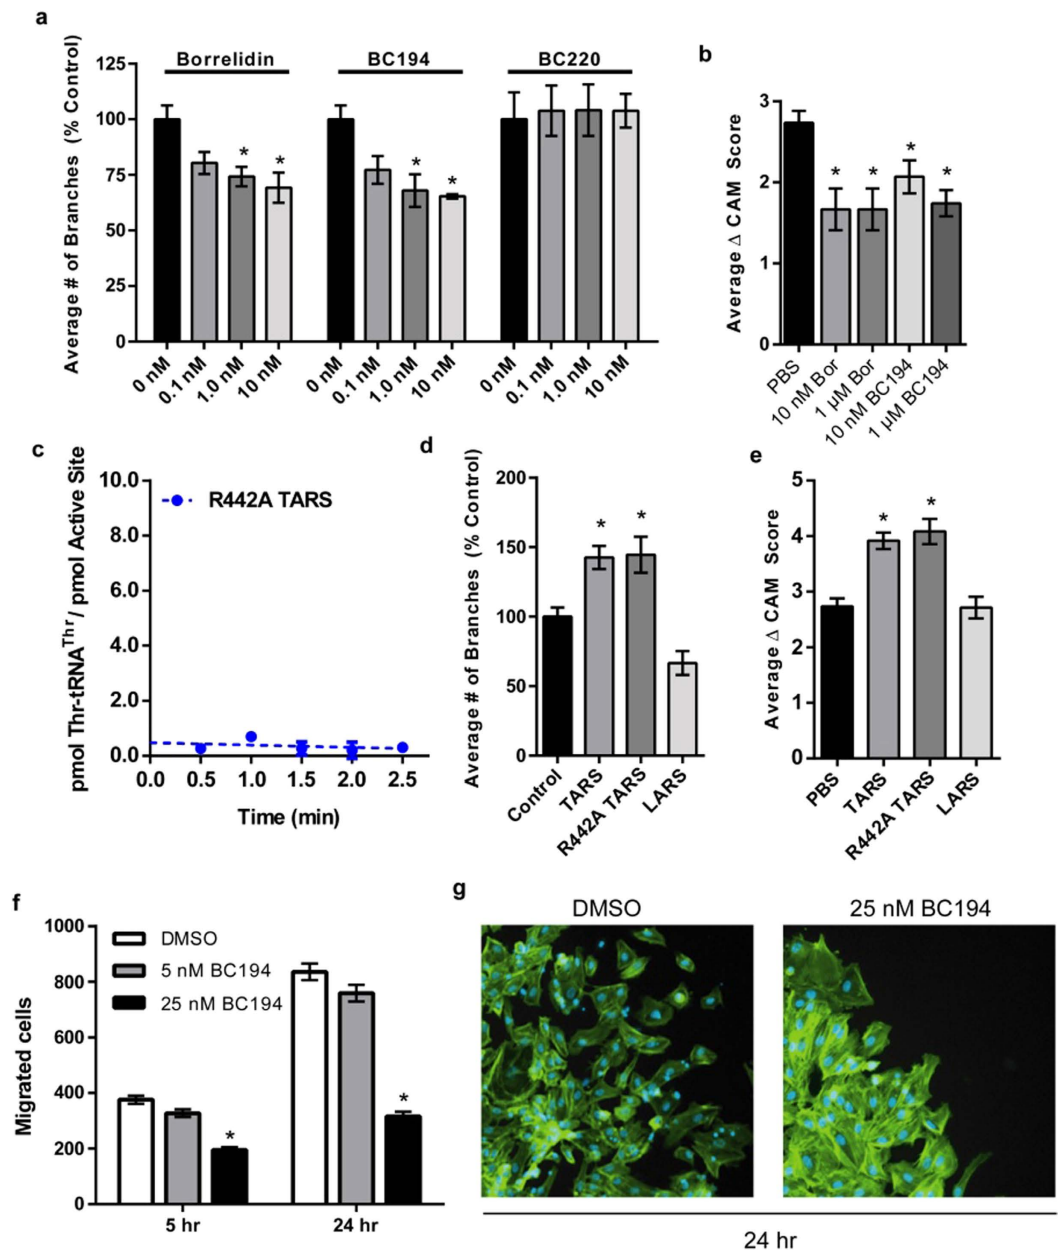 a
Borrelidin BC194 BC220
Average # of Branches (% Control)
125
100
75
50
25
0
* * * *
0 nM 0.1 nM 1.0 nM 10 nM 0 nM 0.1 nM 1.0 nM 10 nM 0 nM 0.1 nM 1.0 nM 10 nM
b
Average Δ CAM Score
3
2
1
0
* * * *
PBS 10 nM Bor 1 µM Bor 10 nM BC194 1 µM BC194
c
pmol Thr-tRNAᵀʰʳ/ pmol Active Site
R442A TARS
10.0
8.0
6.0
4.0
2.0
0.0
0.0 0.5 1.0 1.5 2.0 2.5
Time (min)
d
Average # of Branches (% Control)
200
150
100
50
0
* *
Control TARS R442A TARS LARS
e
Average Δ CAM Score
5
4
3
2
1
0
* *
PBS TARS R442A TARS LARS
f
Migrated cells
1000
800
600
400
200
0
DMSO
5 nM BC194
25 nM BC194
* *
5 hr 24 hr
g
DMSO 25 nM BC194
24 hr